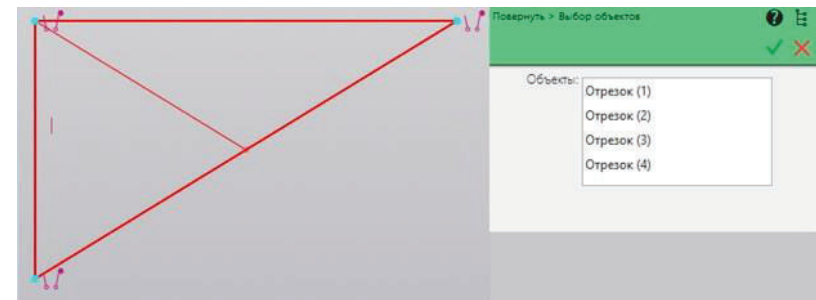 Повернуть > Выбор объектов
Объекты:
Отрезок (1)
Отрезок (2)
Отрезок (3)
Отрезок (4)